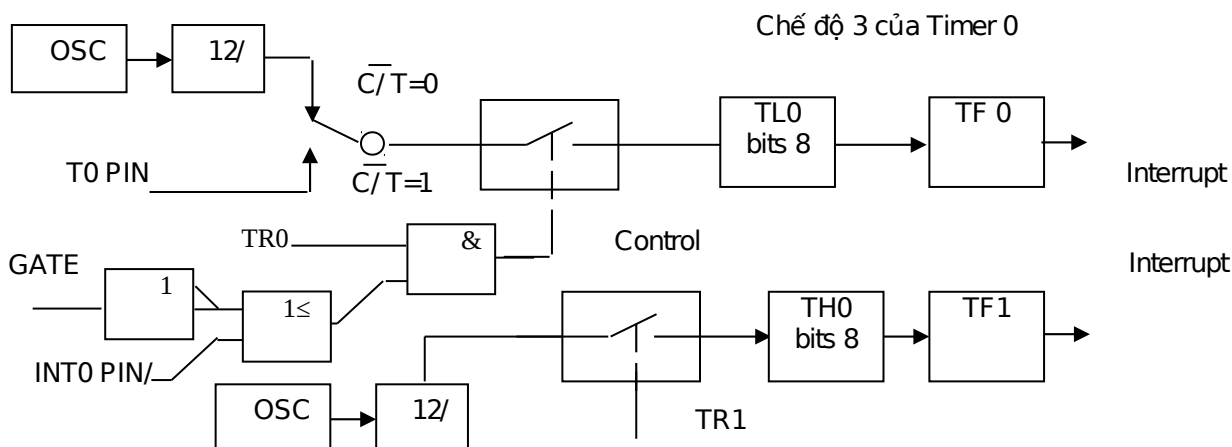 Chế độ 3 của Timer 0
OSC
12/
C/T=0
TL0
bits 8
TF 0
T0 PIN
C/T=1
Interrupt
TR0
&
Control
GATE
1
1≤
Interrupt
TH0
bits 8
TF1
INT0 PIN/
OSC
12/
TR1